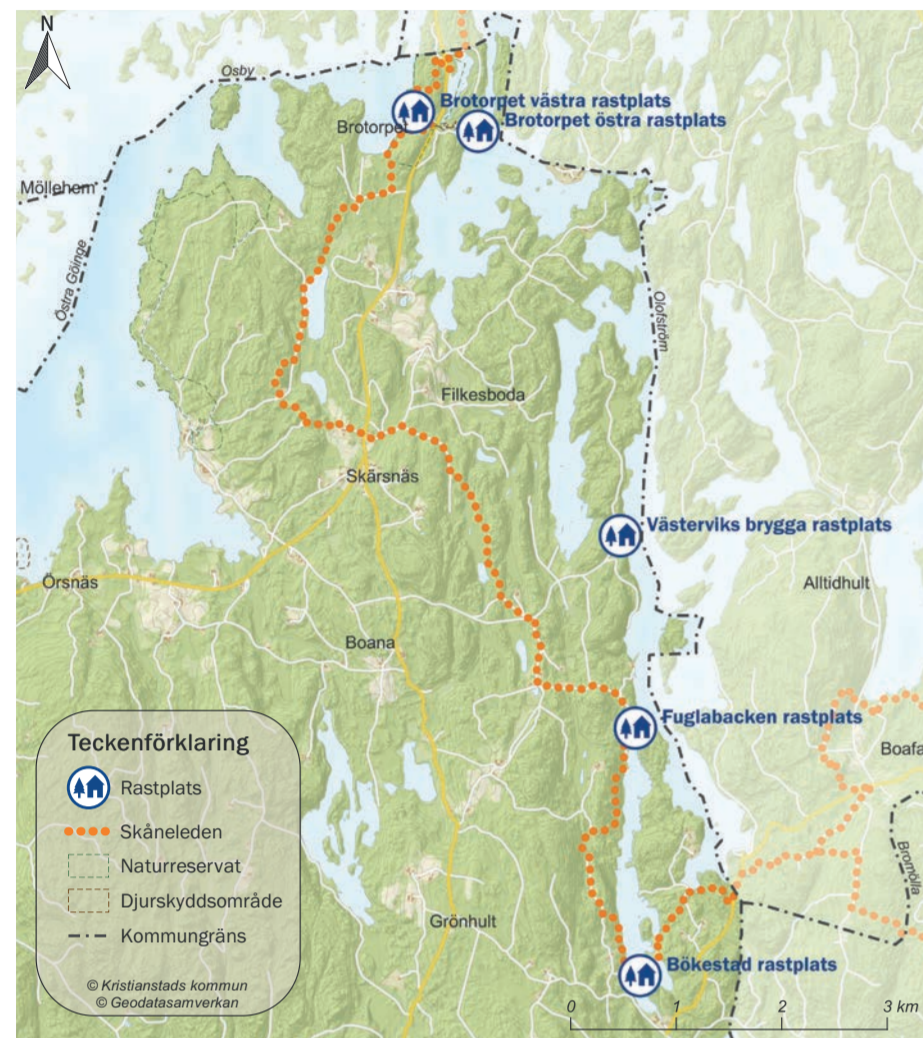 N
Osby
Brotorpet västra rastplats
Brotorpet östra rastplats
Brotorpet
Möllehem
Östra Göinge
Olofström
Filkesboda
Skärsnäs
Västerviks brygga rastplats
Örsnäs
Alltidhult
Boana
Fuglabacken rastplats
Boafa
Bromölla
Grönhult
Bökestad rastplats
Teckenförklaring
Rastplats
Skåneleden
Naturreservat
Djurskyddsområde
Kommungräns
© Kristianstads kommun
© Geodatasamverkan
0 1 2 3 km